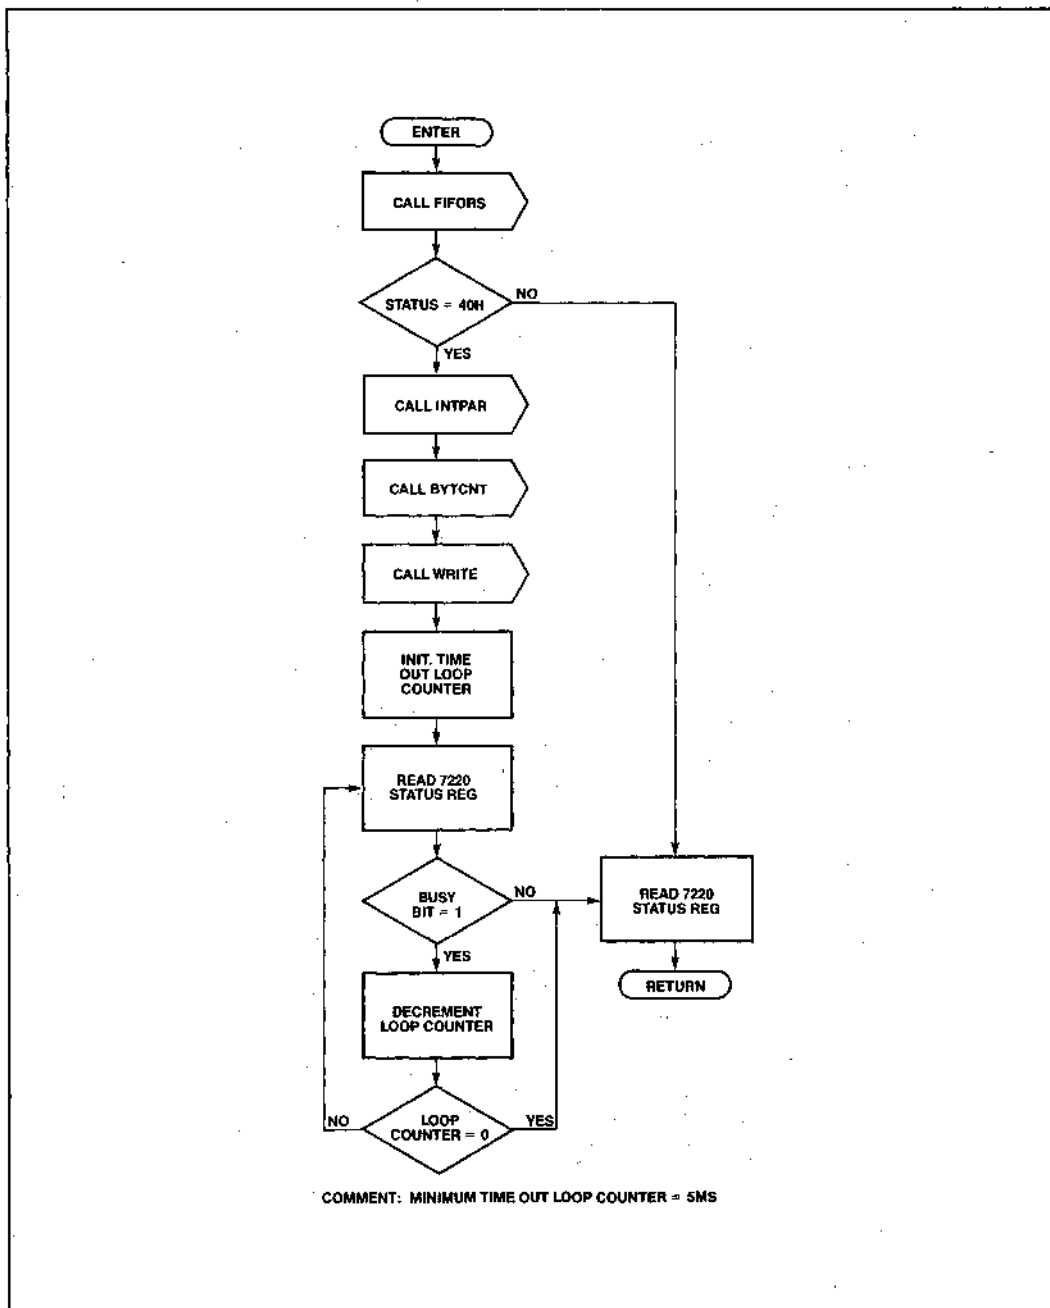 ENTER
CALL FIFORS
STATUS = 40H
NO
YES
CALL INTPAR
CALL BYTCNT
CALL WRITE
INIT. TIME
OUT LOOP
COUNTER
READ 7220
STATUS REG
BUSY
BIT = 1
NO
YES
READ 7220
STATUS REG
RETURN
DECREMENT
LOOP COUNTER
LOOP
COUNTER = 0
NO
YES
COMMENT: MINIMUM TIME OUT LOOP COUNTER = 5MS